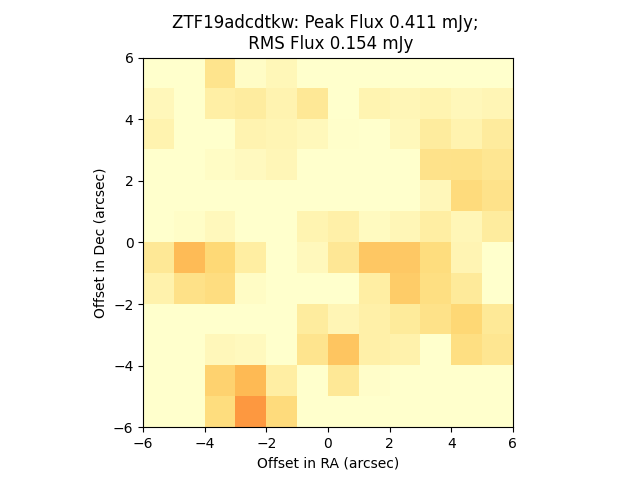 ZTF19adcdtkw: Peak Flux 0.411 mJy;
RMS Flux 0.154 mJy
6
4
2
0
−2
−4
−6
Offset in Dec (arcsec)
−6 −4 −2 0 2 4 6
Offset in RA (arcsec)